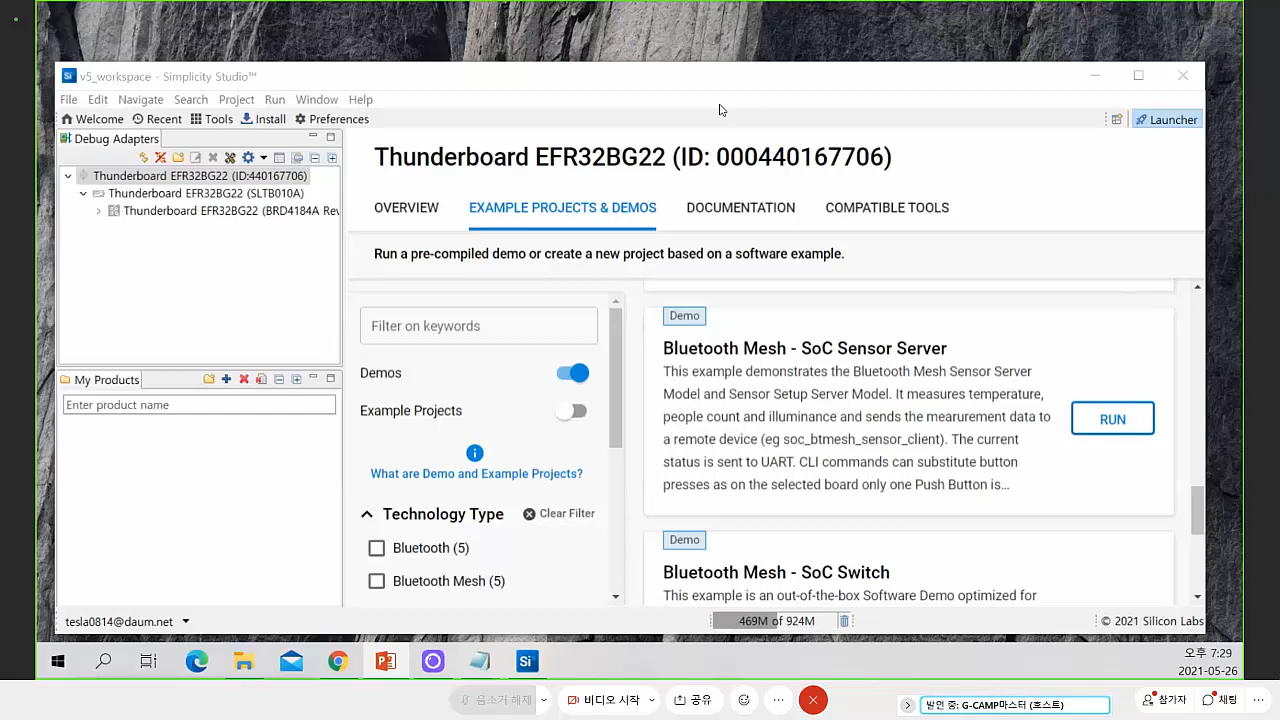 Si v5_workspace - Simplicity Studio™
File Edit Navigate Search Project Run Window Help
Welcome Recent Tools Install Preferences Launcher
Debug Adapters
Thunderboard EFR32BG22 (ID:440167706)
Thunderboard EFR32BG22 (SLTB010A)
Thunderboard EFR32BG22 (BRD4184A Rev
My Products
Enter product name
Thunderboard EFR32BG22 (ID: 000440167706)
OVERVIEW EXAMPLE PROJECTS & DEMOS DOCUMENTATION COMPATIBLE TOOLS
Run a pre-compiled demo or create a new project based on a software example.
Filter on keywords
Demos
Example Projects
What are Demo and Example Projects?
Technology Type Clear Filter
Bluetooth (5)
Bluetooth Mesh (5)
Demo
Bluetooth Mesh - SoC Sensor Server
This example demonstrates the Bluetooth Mesh Sensor Server
Model and Sensor Setup Server Model. It measures temperature,
people count and illuminance and sends the mearurement data to
a remote device (eg soc_btmesh_sensor_client). The current
status is sent to UART. CLI commands can substitute button
presses as on the selected board only one Push Button is...
RUN
Demo
Bluetooth Mesh - SoC Switch
This example is an out-of-the-box Software Demo optimized for
tesla0814@daum.net 469M of 924M © 2021 Silicon Labs
Si
오후 7:29
2021-05-26
음소거 해제 비디오 시작 공유 발언 중: G-CAMP마스터 (호스트) 참가자 채팅